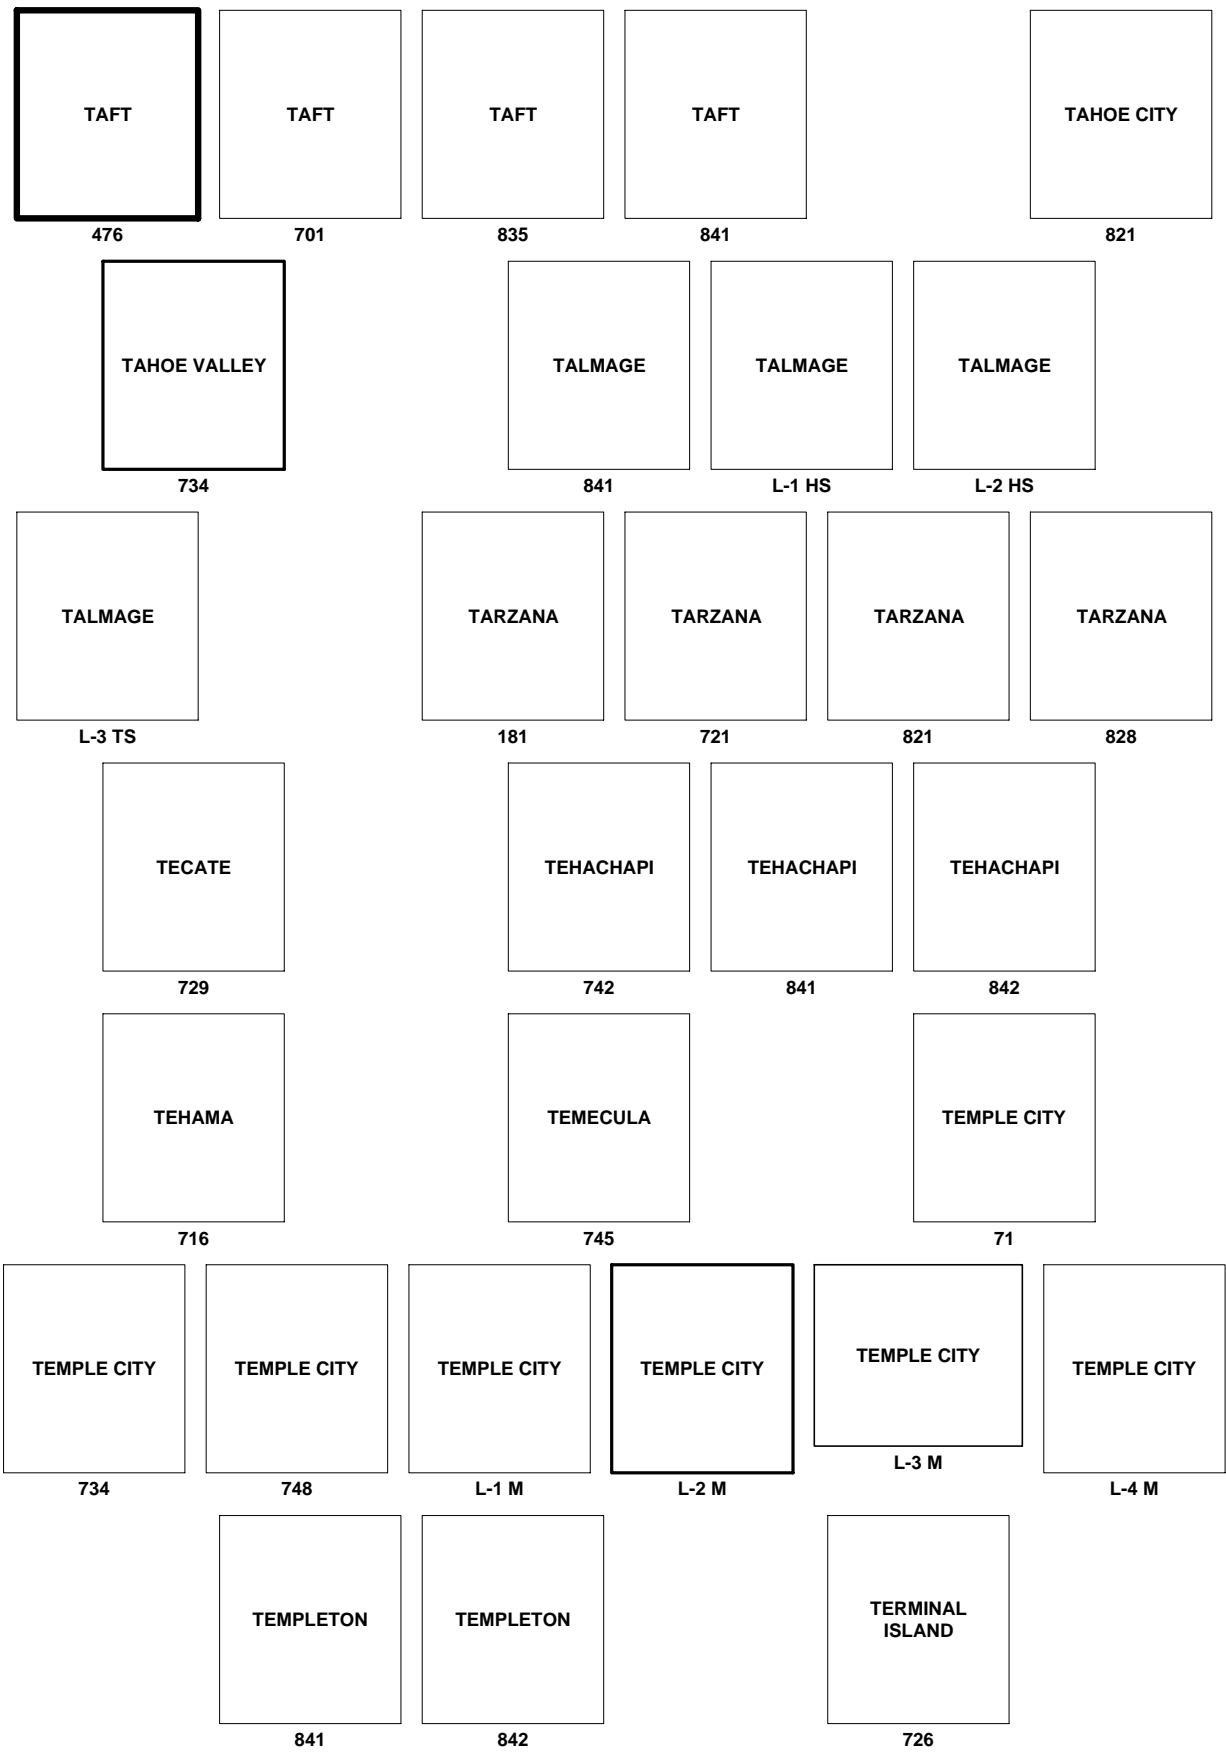 TAFT TAFT TAFT TAFT TAHOE CITY
476 701 835 841 821
TAHOE VALLEY TALMAGE TALMAGE TALMAGE
734 841 L-1 HS L-2 HS
TALMAGE TARZANA TARZANA TARZANA TARZANA
L-3 TS 181 721 821 828
TECATE TEHACHAPI TEHACHAPI TEHACHAPI
729 742 841 842
TEHAMA TEMECULA TEMPLE CITY
716 745 71
TEMPLE CITY TEMPLE CITY TEMPLE CITY TEMPLE CITY TEMPLE CITY TEMPLE CITY
734 748 L-1 M L-2 M L-3 M L-4 M
TEMPLETON TEMPLETON TERMINAL
ISLAND
841 842 726